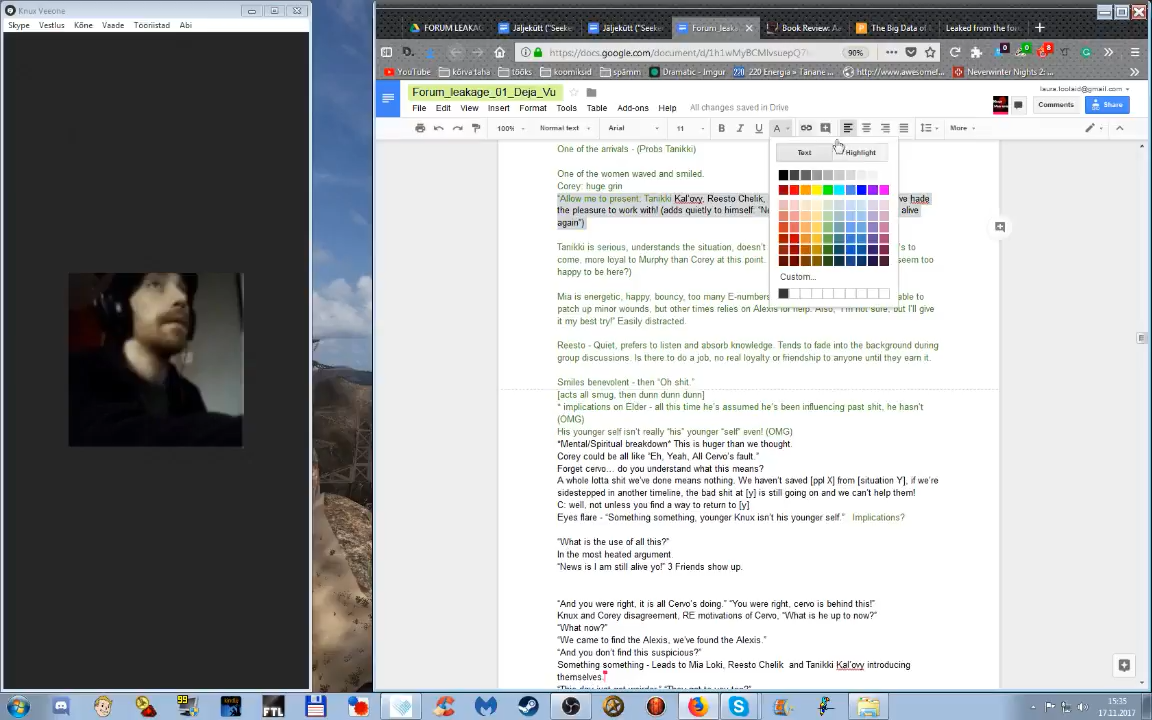 Knux Veeone
Skype Vestlus Kõne Vaade Tööriistad Abi
FORUM LEAKAG Jäljekütt ("Seeke Jäljekütt ("Seeke Forum_leak Book Review: As The Big Data of Leaked from the for
https://docs.google.com/document/d/1h1wMyBCMIvsuepQ7 90%
YouTube kõrva taha tööks koomiksid spämm Dramatic - Imgur 220 Energia » Tänane http://www.awesomef Neverwinter Nights 2:
Forum_leakage_01_Deja_Vu
laura.loolaid@gmail.com
File Edit View Insert Format Tools Table Add-ons Help All changes saved in Drive
Comments Share
100% Normal text Arial 11 B I U A More
Text Highlight
Custom...
One of the arrivals - (Probs Tanikki)
One of the women waved and smiled.
Corey: huge grin
"Allow me to present: Tanikki Kal'ovy, Reesto Chelik, ve hade
the pleasure to work with! (adds quietly to himself. "Ne alive
again")
Tanikki is serious, understands the situation, doesn't 's to
come, more loyal to Murphy than Corey at this point. seem too
happy to be here?)
Mia is energetic, happy, bouncy, too many E-numbers able to
patch up minor wounds, but other times relies on Alexis for help. Also, "I'm not sure, but I'll give
it my best try!" Easily distracted.
Reesto - Quiet, prefers to listen and absorb knowledge. Tends to fade into the background during
group discussions. Is there to do a job, no real loyalty or friendship to anyone until they earn it.
Smiles benevolent - then "Oh shit."
[acts all smug, then dunn dunn dunn]
* implications on Elder - all this time he's assumed he's been influencing past shit, he hasn't
(OMG)
His younger self isn't really "his" younger "self" even! (OMG)
*Mental/Spiritual breakdown* This is huger than we thought.
Corey could be all like "Eh, Yeah, All Cervo's fault."
Forget cervo… do you understand what this means?
A whole lotta shit we've done means nothing. We haven't saved [ppl X] from [situation Y], if we're
sidestepped in another timeline, the bad shit at [y] is still going on and we can't help them!
C: well, not unless you find a way to return to [y]
Eyes flare - "Something something, younger Knux isn't his younger self." Implications?
"What is the use of all this?"
In the most heated argument.
"News is I am still alive yo!" 3 Friends show up.
"And you were right, it is all Cervo's doing." "You were right, cervo is behind this!"
Knux and Corey disagreement, RE motivations of Cervo, "What is he up to now?"
"What now?"
"We came to find the Alexis, we've found the Alexis."
"And you don't find this suspicious?"
Something something - Leads to Mia Loki, Reesto Chelik and Tanikki Kal'ovy introducing
themselves.
FTL
15:35
17.11.2017